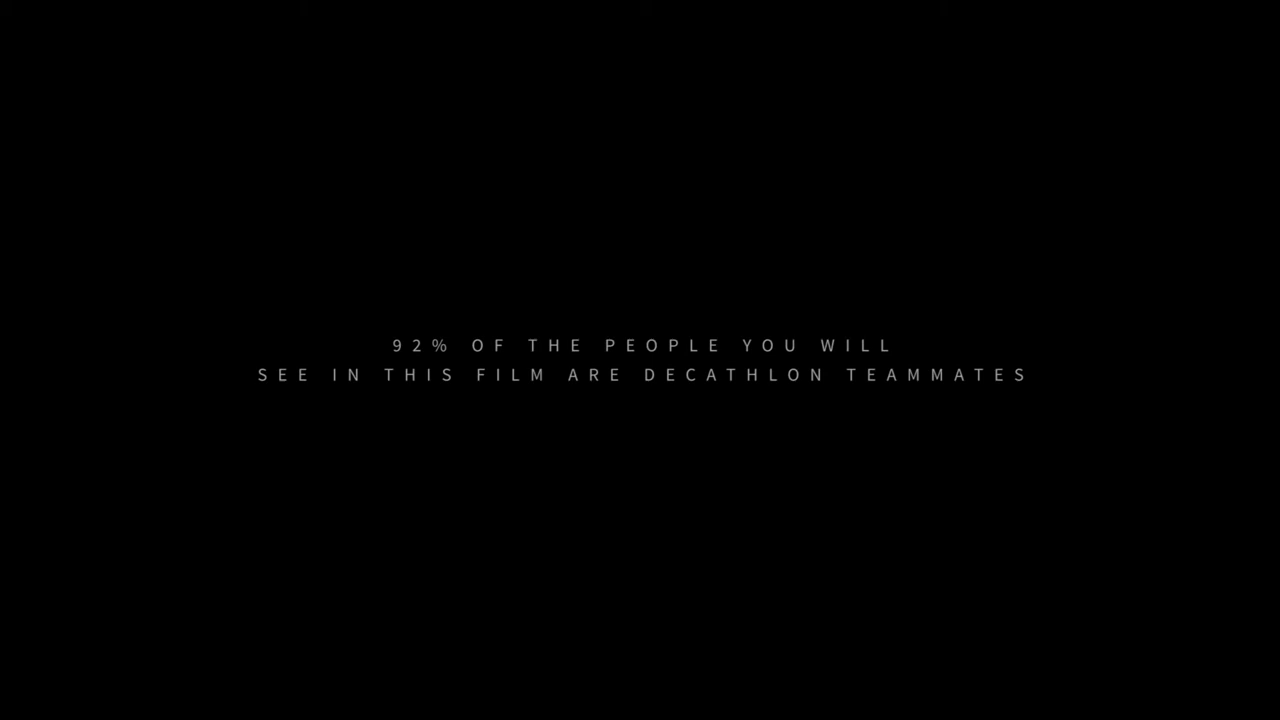 92% OF THE PEOPLE YOU WILL
SEE IN THIS FILM ARE DECATHLON TEAMMATES